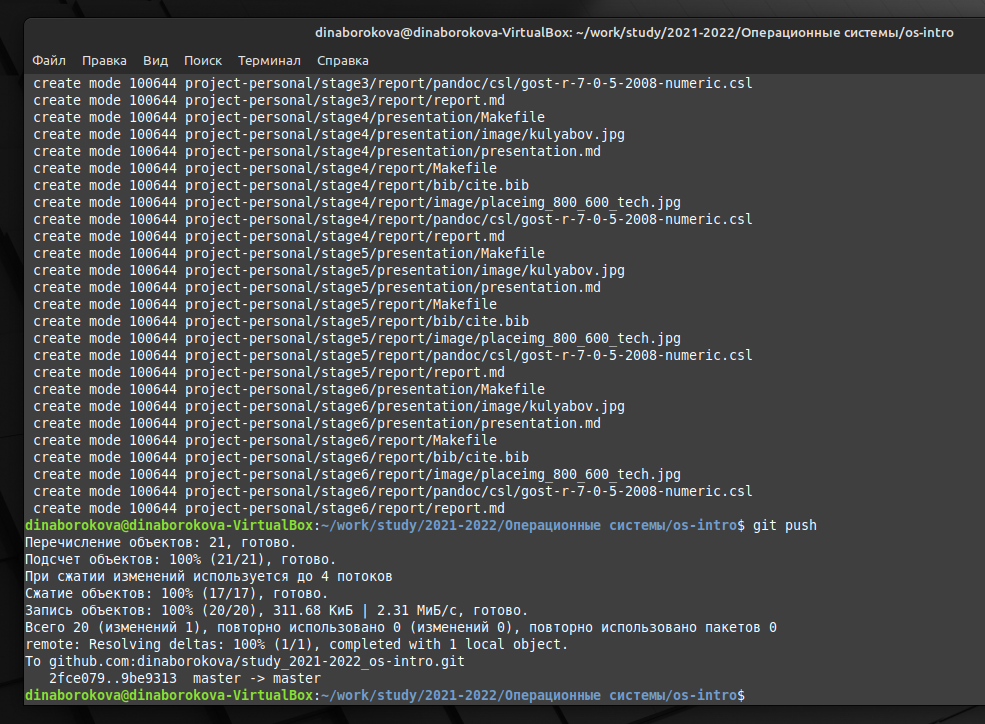 dinaborokova@dinaborokova-VirtualBox: ~/work/study/2021-2022/Операционные системы/os-intro
Файл Правка Вид Поиск Терминал Справка
create mode 100644 project-personal/stage3/report/pandoc/csl/gost-r-7-0-5-2008-numeric.csl
create mode 100644 project-personal/stage3/report/report.md
create mode 100644 project-personal/stage4/presentation/Makefile
create mode 100644 project-personal/stage4/presentation/image/kulyabov.jpg
create mode 100644 project-personal/stage4/presentation/presentation.md
create mode 100644 project-personal/stage4/report/Makefile
create mode 100644 project-personal/stage4/report/bib/cite.bib
create mode 100644 project-personal/stage4/report/image/placeimg_800_600_tech.jpg
create mode 100644 project-personal/stage4/report/pandoc/csl/gost-r-7-0-5-2008-numeric.csl
create mode 100644 project-personal/stage4/report/report.md
create mode 100644 project-personal/stage5/presentation/Makefile
create mode 100644 project-personal/stage5/presentation/image/kulyabov.jpg
create mode 100644 project-personal/stage5/presentation/presentation.md
create mode 100644 project-personal/stage5/report/Makefile
create mode 100644 project-personal/stage5/report/bib/cite.bib
create mode 100644 project-personal/stage5/report/image/placeimg_800_600_tech.jpg
create mode 100644 project-personal/stage5/report/pandoc/csl/gost-r-7-0-5-2008-numeric.csl
create mode 100644 project-personal/stage5/report/report.md
create mode 100644 project-personal/stage6/presentation/Makefile
create mode 100644 project-personal/stage6/presentation/image/kulyabov.jpg
create mode 100644 project-personal/stage6/presentation/presentation.md
create mode 100644 project-personal/stage6/report/Makefile
create mode 100644 project-personal/stage6/report/bib/cite.bib
create mode 100644 project-personal/stage6/report/image/placeimg_800_600_tech.jpg
create mode 100644 project-personal/stage6/report/pandoc/csl/gost-r-7-0-5-2008-numeric.csl
create mode 100644 project-personal/stage6/report/report.md
dinaborokova@dinaborokova-VirtualBox:~/work/study/2021-2022/Операционные системы/os-intro$ git push
Перечисление объектов: 21, готово.
Подсчет объектов: 100% (21/21), готово.
При сжатии изменений используется до 4 потоков
Сжатие объектов: 100% (17/17), готово.
Запись объектов: 100% (20/20), 311.68 КиБ | 2.31 МиБ/с, готово.
Всего 20 (изменений 1), повторно использовано 0 (изменений 0), повторно использовано пакетов 0
remote: Resolving deltas: 100% (1/1), completed with 1 local object.
To github.com:dinaborokova/study_2021-2022_os-intro.git
2fce079..9be9313  master -> master
dinaborokova@dinaborokova-VirtualBox:~/work/study/2021-2022/Операционные системы/os-intro$